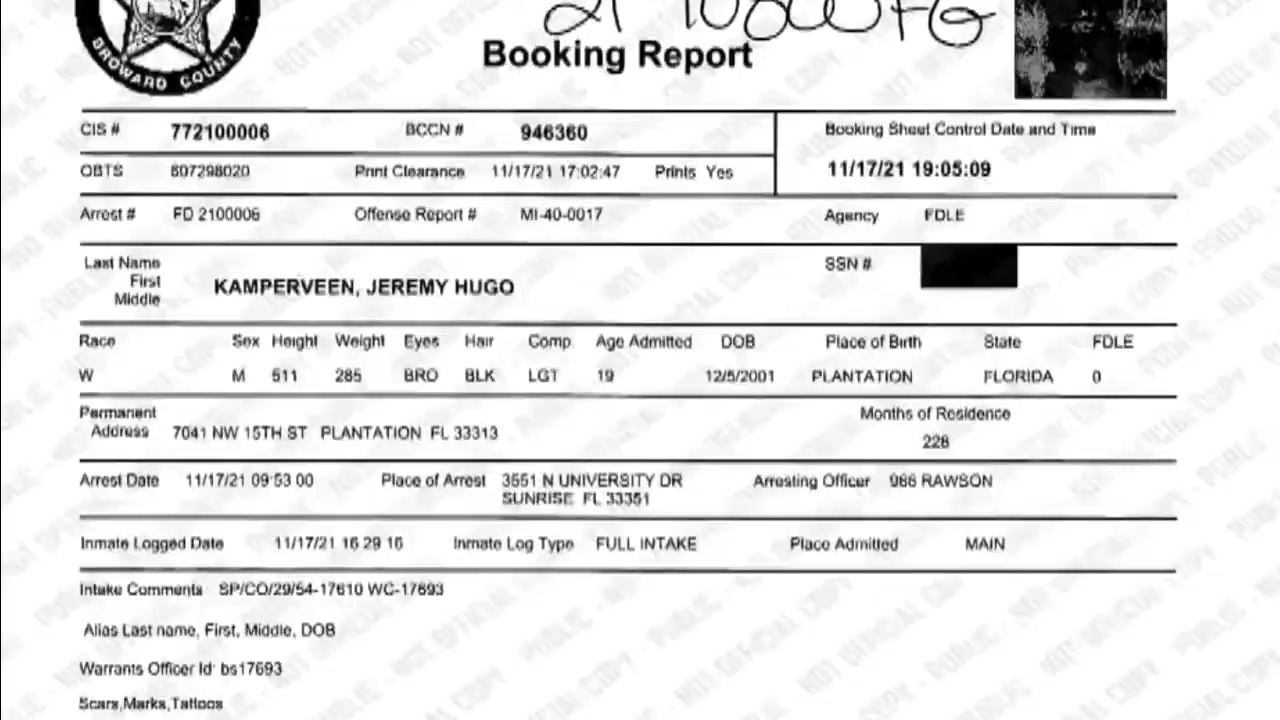 BROWARD COUNTY
Booking Report
CIS # 772100006 BCCN # 946360 Booking Sheet Control Date and Time
11/17/21 19:05:09
OBTS 607298020 Print Clearance 11/17/21 17:02:47 Prints Yes
Arrest # FD 2100006 Offense Report # MI-40-0017 Agency FDLE
Last Name
First
Middle
KAMPERVEEN, JEREMY HUGO
SSN #
Race Sex Height Weight Eyes Hair Comp Age Admitted DOB Place of Birth State FDLE
W M 511 285 BRO BLK LGT 19 12/5/2001 PLANTATION FLORIDA 0
Permanent
Address 7041 NW 15TH ST PLANTATION FL 33313
Months of Residence
228
Arrest Date 11/17/21 09:53 00 Place of Arrest 3551 N UNIVERSITY DR
SUNRISE FL 33351
Arresting Officer 986 RAWSON
Inmate Logged Date 11/17/21 16 29 16 Inmate Log Type FULL INTAKE Place Admitted MAIN
Intake Comments SP/CO/29/54-17610 WC-17693
Alias Last name, First, Middle, DOB
Warrants Officer Id: bs17693
Scars,Marks,Tattoos